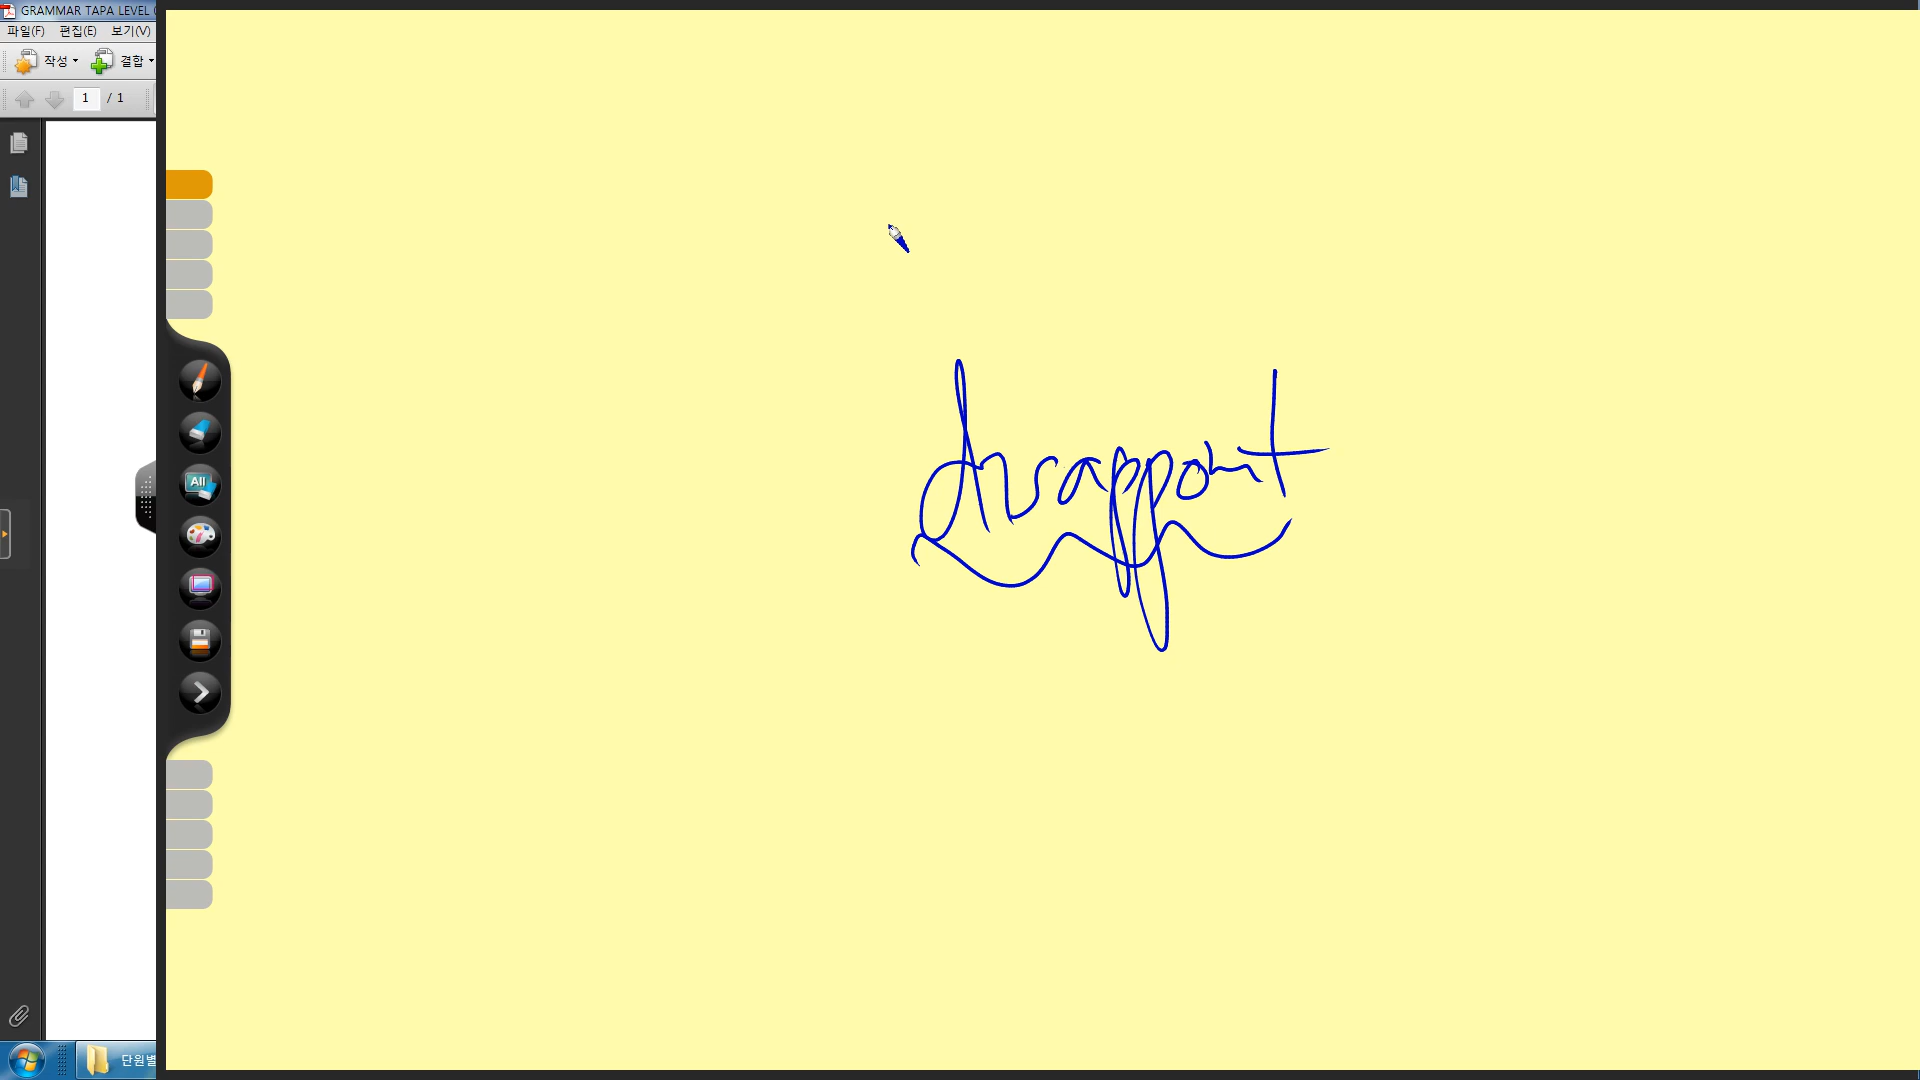 GRAMMAR TAPA LEVEL
파일(F) 편집(E) 보기(V)
작성 결합
1 / 1
All
disappoint
단원별